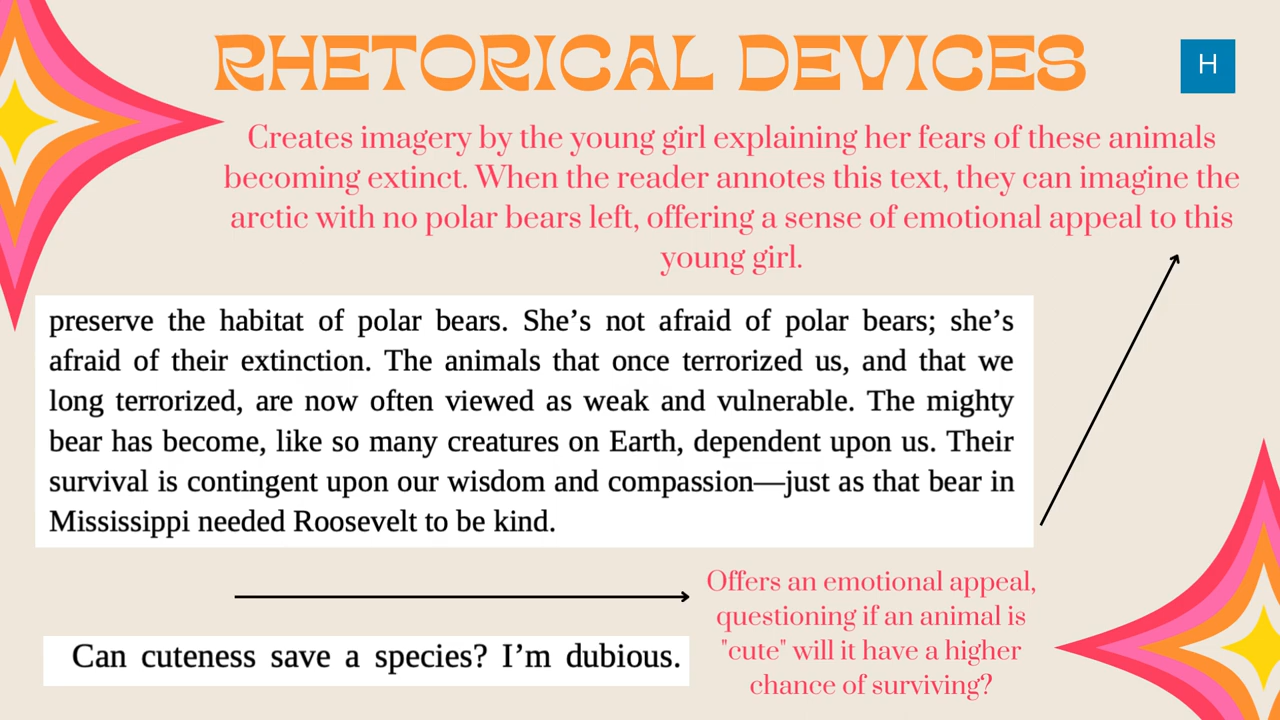 RHETORICAL DEVICES
H
Creates imagery by the young girl explaining her fears of these animals
becoming extinct. When the reader annotes this text, they can imagine the
arctic with no polar bears left, offering a sense of emotional appeal to this
young girl.
preserve the habitat of polar bears. She’s not afraid of polar bears; she’s
afraid of their extinction. The animals that once terrorized us, and that we
long terrorized, are now often viewed as weak and vulnerable. The mighty
bear has become, like so many creatures on Earth, dependent upon us. Their
survival is contingent upon our wisdom and compassion—just as that bear in
Mississippi needed Roosevelt to be kind.
Offers an emotional appeal,
questioning if an animal is
"cute" will it have a higher
chance of surviving?
Can cuteness save a species? I’m dubious.